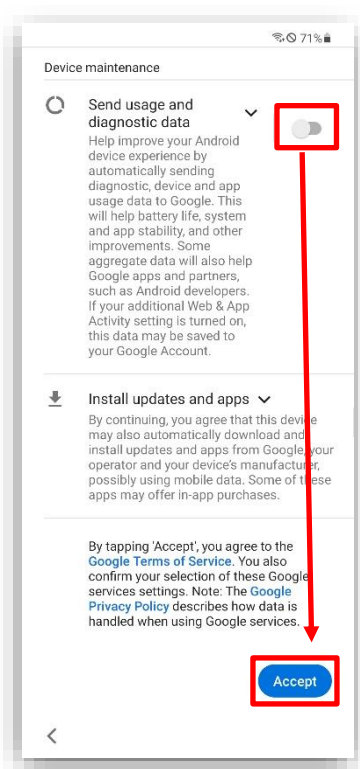 71%
Device maintenance
Send usage and
diagnostic data
Help improve your Android
device experience by
automatically sending
diagnostic, device and app
usage data to Google. This
will help battery life, system
and app stability, and other
improvements. Some
aggregate data will also help
Google apps and partners,
such as Android developers.
If your additional Web & App
Activity setting is turned on,
this data may be saved to
your Google Account.
Install updates and apps
By continuing, you agree that this device
may also automatically download and
install updates and apps from Google, your
operator and your device's manufacturer,
possibly using mobile data. Some of these
apps may offer in-app purchases.
By tapping 'Accept', you agree to the
Google Terms of Service. You also
confirm your selection of these Google
services settings. Note: The Google
Privacy Policy describes how data is
handled when using Google services.
Accept